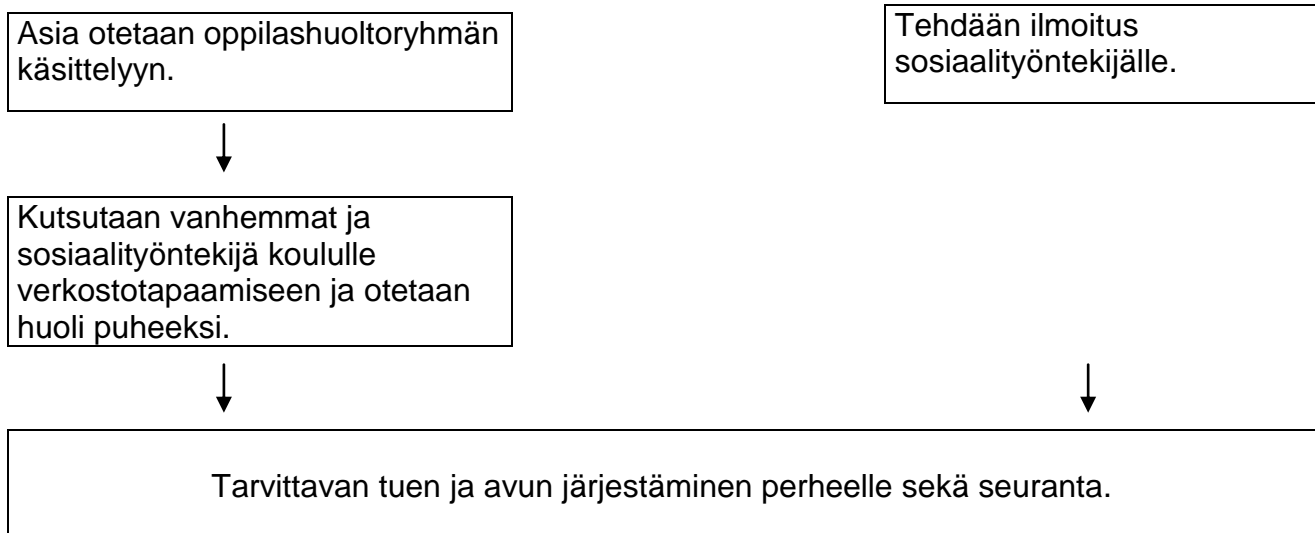 Asia otetaan oppilashuoltoryhmän
käsittelyyn.
Tehdään ilmoitus
sosiaalityöntekijälle.
Kutsutaan vanhemmat ja
sosiaalityöntekijä koululle
verkostotapaamiseen ja otetaan
huoli puheeksi.
Tarvittavan tuen ja avun järjestäminen perheelle sekä seuranta.